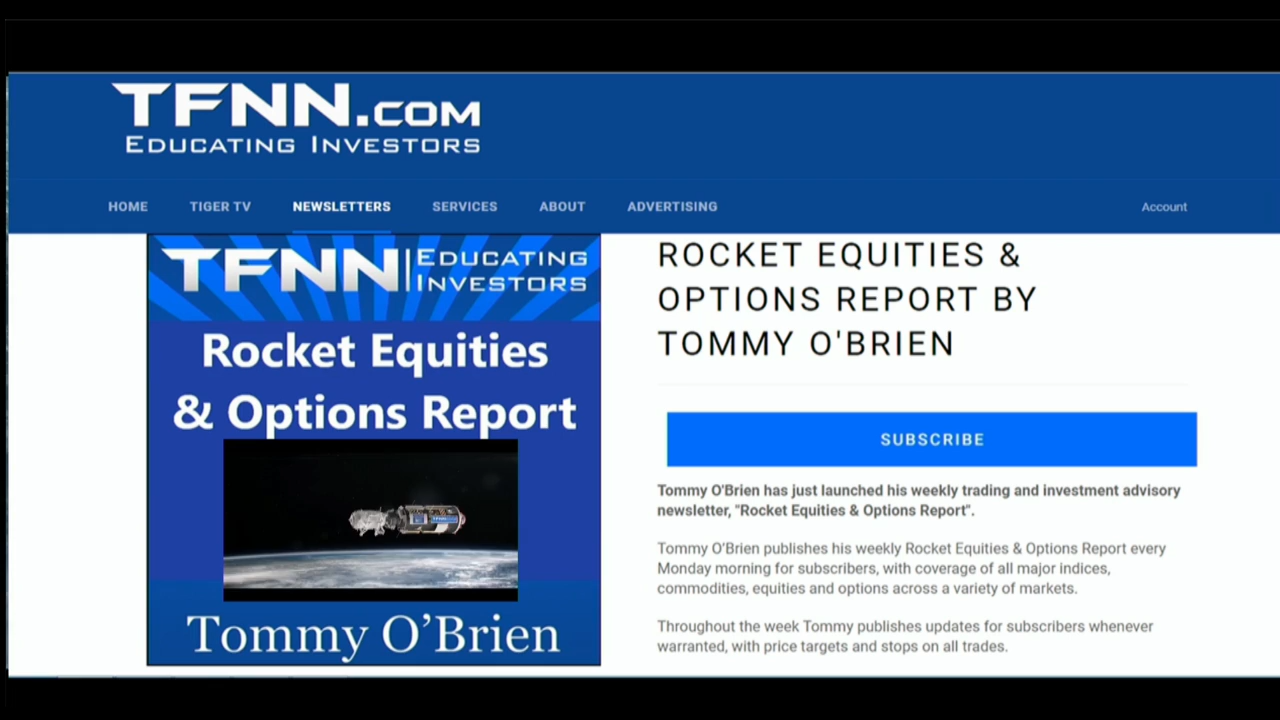 TFNN.COM
EDUCATING INVESTORS
HOME TIGER TV NEWSLETTERS SERVICES ABOUT ADVERTISING Account
TFNN EDUCATING
INVESTORS
Rocket Equities
& Options Report
Tommy O’Brien
ROCKET EQUITIES &
OPTIONS REPORT BY
TOMMY O'BRIEN
SUBSCRIBE
Tommy O'Brien has just launched his weekly trading and investment advisory
newsletter, "Rocket Equities & Options Report".
Tommy O’Brien publishes his weekly Rocket Equities & Options Report every
Monday morning for subscribers, with coverage of all major indices,
commodities, equities and options across a variety of markets.
Throughout the week Tommy publishes updates for subscribers whenever
warranted, with price targets and stops on all trades.